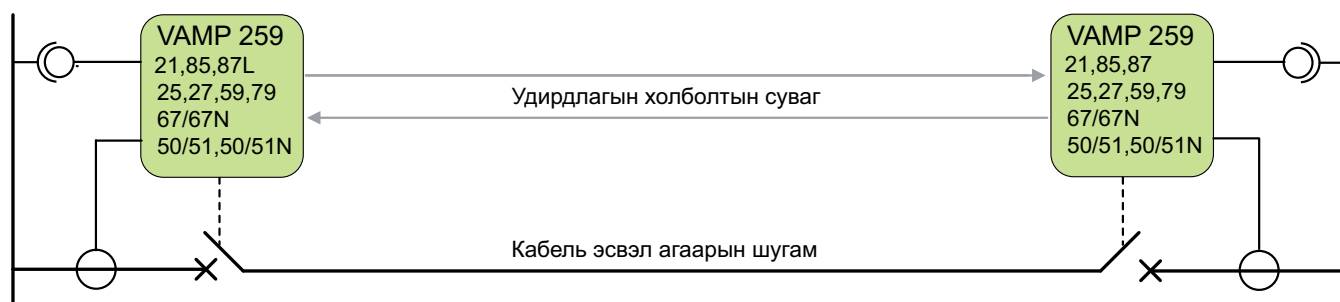 VAMP 259
21,85,87L
25,27,59,79
67/67N
50/51,50/51N
Удирдлагын холболтын суваг
VAMP 259
21,85,87
25,27,59,79
67/67N
50/51,50/51N
Кабель эсвэл агаарын шугам